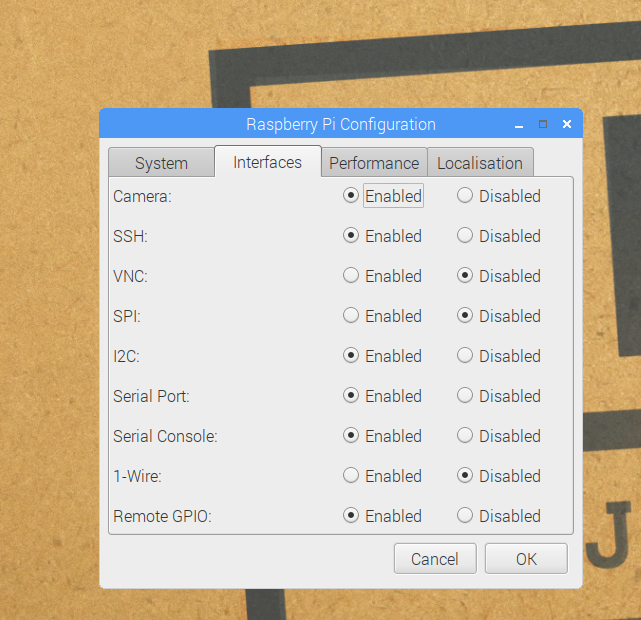 Raspberry Pi Configuration
System Interfaces Performance Localisation
Camera: Enabled Disabled
SSH: Enabled Disabled
VNC: Enabled Disabled
SPI: Enabled Disabled
I2C: Enabled Disabled
Serial Port: Enabled Disabled
Serial Console: Enabled Disabled
1-Wire: Enabled Disabled
Remote GPIO: Enabled Disabled
J
Cancel OK